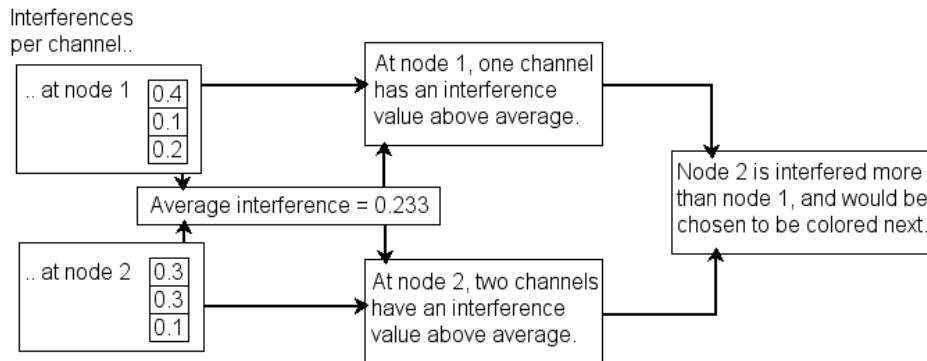 Interferences
per channel..
.. at node 1
0.4
0.1
0.2
At node 1, one channel
has an interference
value above average.
Average interference = 0.233
Node 2 is interfered more
than node 1, and would be
chosen to be colored next.
.. at node 2
0.3
0.3
0.1
At node 2, two channels
have an interference
value above average.